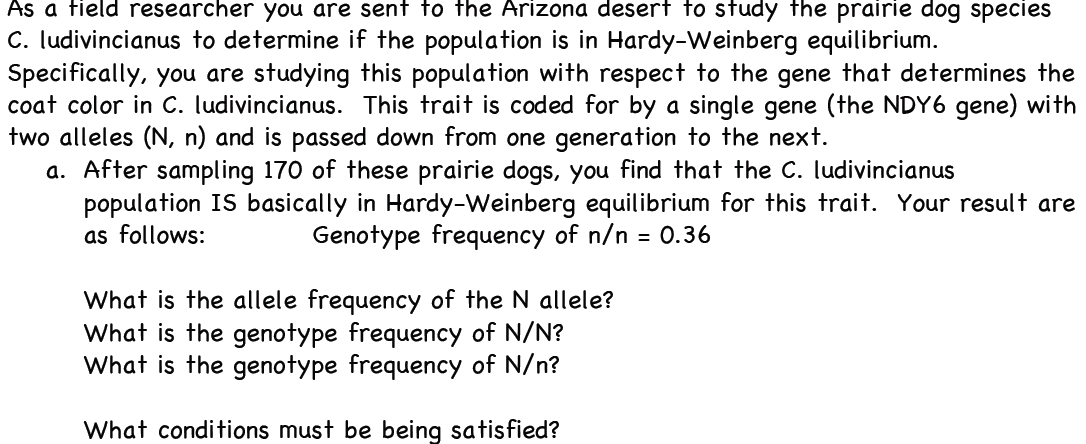 As a field researcher you are sent to the Arizona desert to study the prairie dog species
C. ludivincianus to determine if the population is in Hardy-Weinberg equilibrium.
Specifically, you are studying this population with respect to the gene that determines the
coat color in C. ludivincianus. This trait is coded for by a single gene (the NDY6 gene) with
two alleles (N, n) and is passed down from one generation to the next.
a. After sampling 170 of these prairie dogs, you find that the C. ludivincianus
population IS basically in Hardy-Weinberg equilibrium for this trait. Your result are
as follows: Genotype frequency of n/n = 0.36
What is the allele frequency of the N allele?
What is the genotype frequency of N/N?
What is the genotype frequency of N/n?
What conditions must be being satisfied?